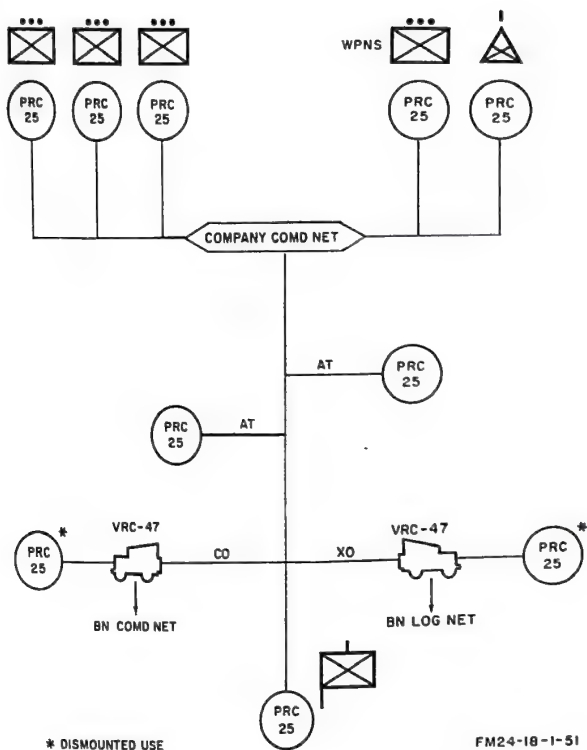 WPNS
PRC
25
PRC
25
PRC
25
PRC
25
PRC
25
COMPANY COMD NET
AT
PRC
25
PRC
25
AT
VRC-47
VRC-47
PRC
25
*
CO
XO
PRC
25
*
BN COMD NET
BN LOG NET
PRC
25
* DISMOUNTED USE
FM24-18-1-51